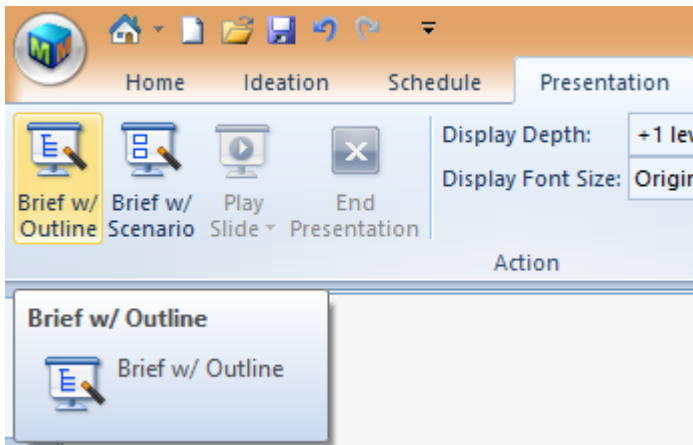 Home Ideation Schedule Presentation
Brief w/ Outline
Brief w/ Scenario
Play Slide
End Presentation
Display Depth: +1
Display Font Size:
Action
Brief w/ Outline
Brief w/ Outline